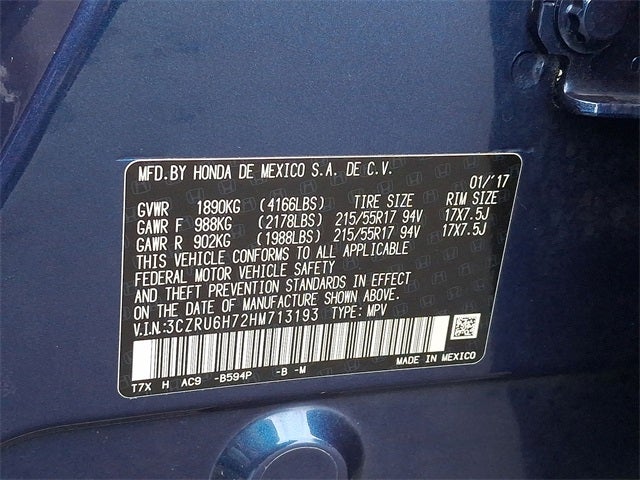 MFD. BY HONDA DE MEXICO S.A. DE C.V.
01/'17
GVWR 1890KG (4166LBS) TIRE SIZE RIM SIZE
GAWR F 988KG (2178LBS) 215/55R17 94V 17X7.5J
GAWR R 902KG (1988LBS) 215/55R17 94V 17X7.5J
THIS VEHICLE CONFORMS TO ALL APPLICABLE
FEDERAL MOTOR VEHICLE SAFETY
AND THEFT PREVENTION STANDARDS IN EFFECT
ON THE DATE OF MANUFACTURE SHOWN ABOVE.
V.I.N.:3CZRU6H72HM713193 TYPE: MPV
MADE IN MEXICO
T7X H AC9 -B594P -B -M